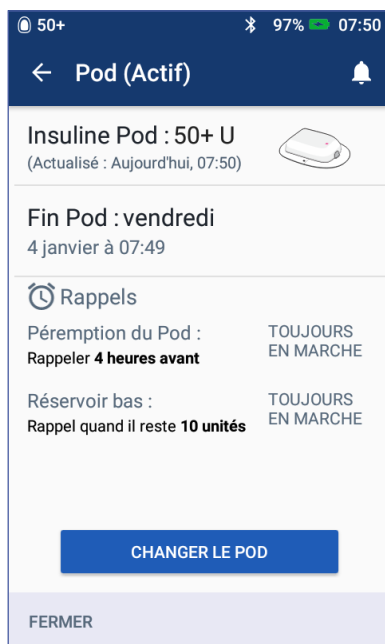 50+ 97% 07:50
Pod (Actif)
Insuline Pod : 50+ U
(Actualisé : Aujourd'hui, 07:50)
Fin Pod : vendredi
4 janvier à 07:49
Rappels
Péremption du Pod :
Rappeler 4 heures avant
TOUJOURS
EN MARCHE
Réservoir bas :
Rappel quand il reste 10 unités
TOUJOURS
EN MARCHE
CHANGER LE POD
FERMER